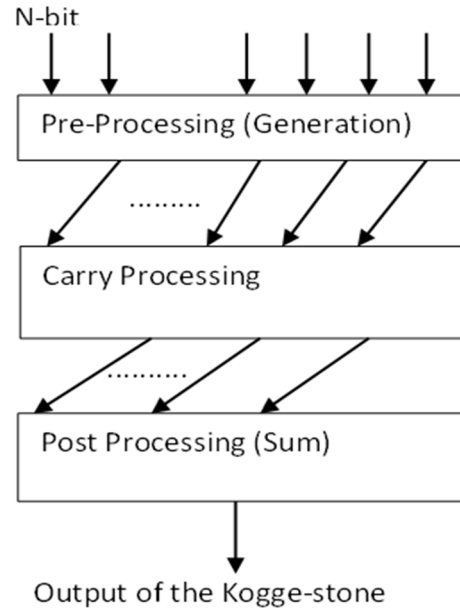 N-bit
Pre-Processing (Generation)
.........
Carry Processing
..........
Post Processing (Sum)
Output of the Kogge-stone